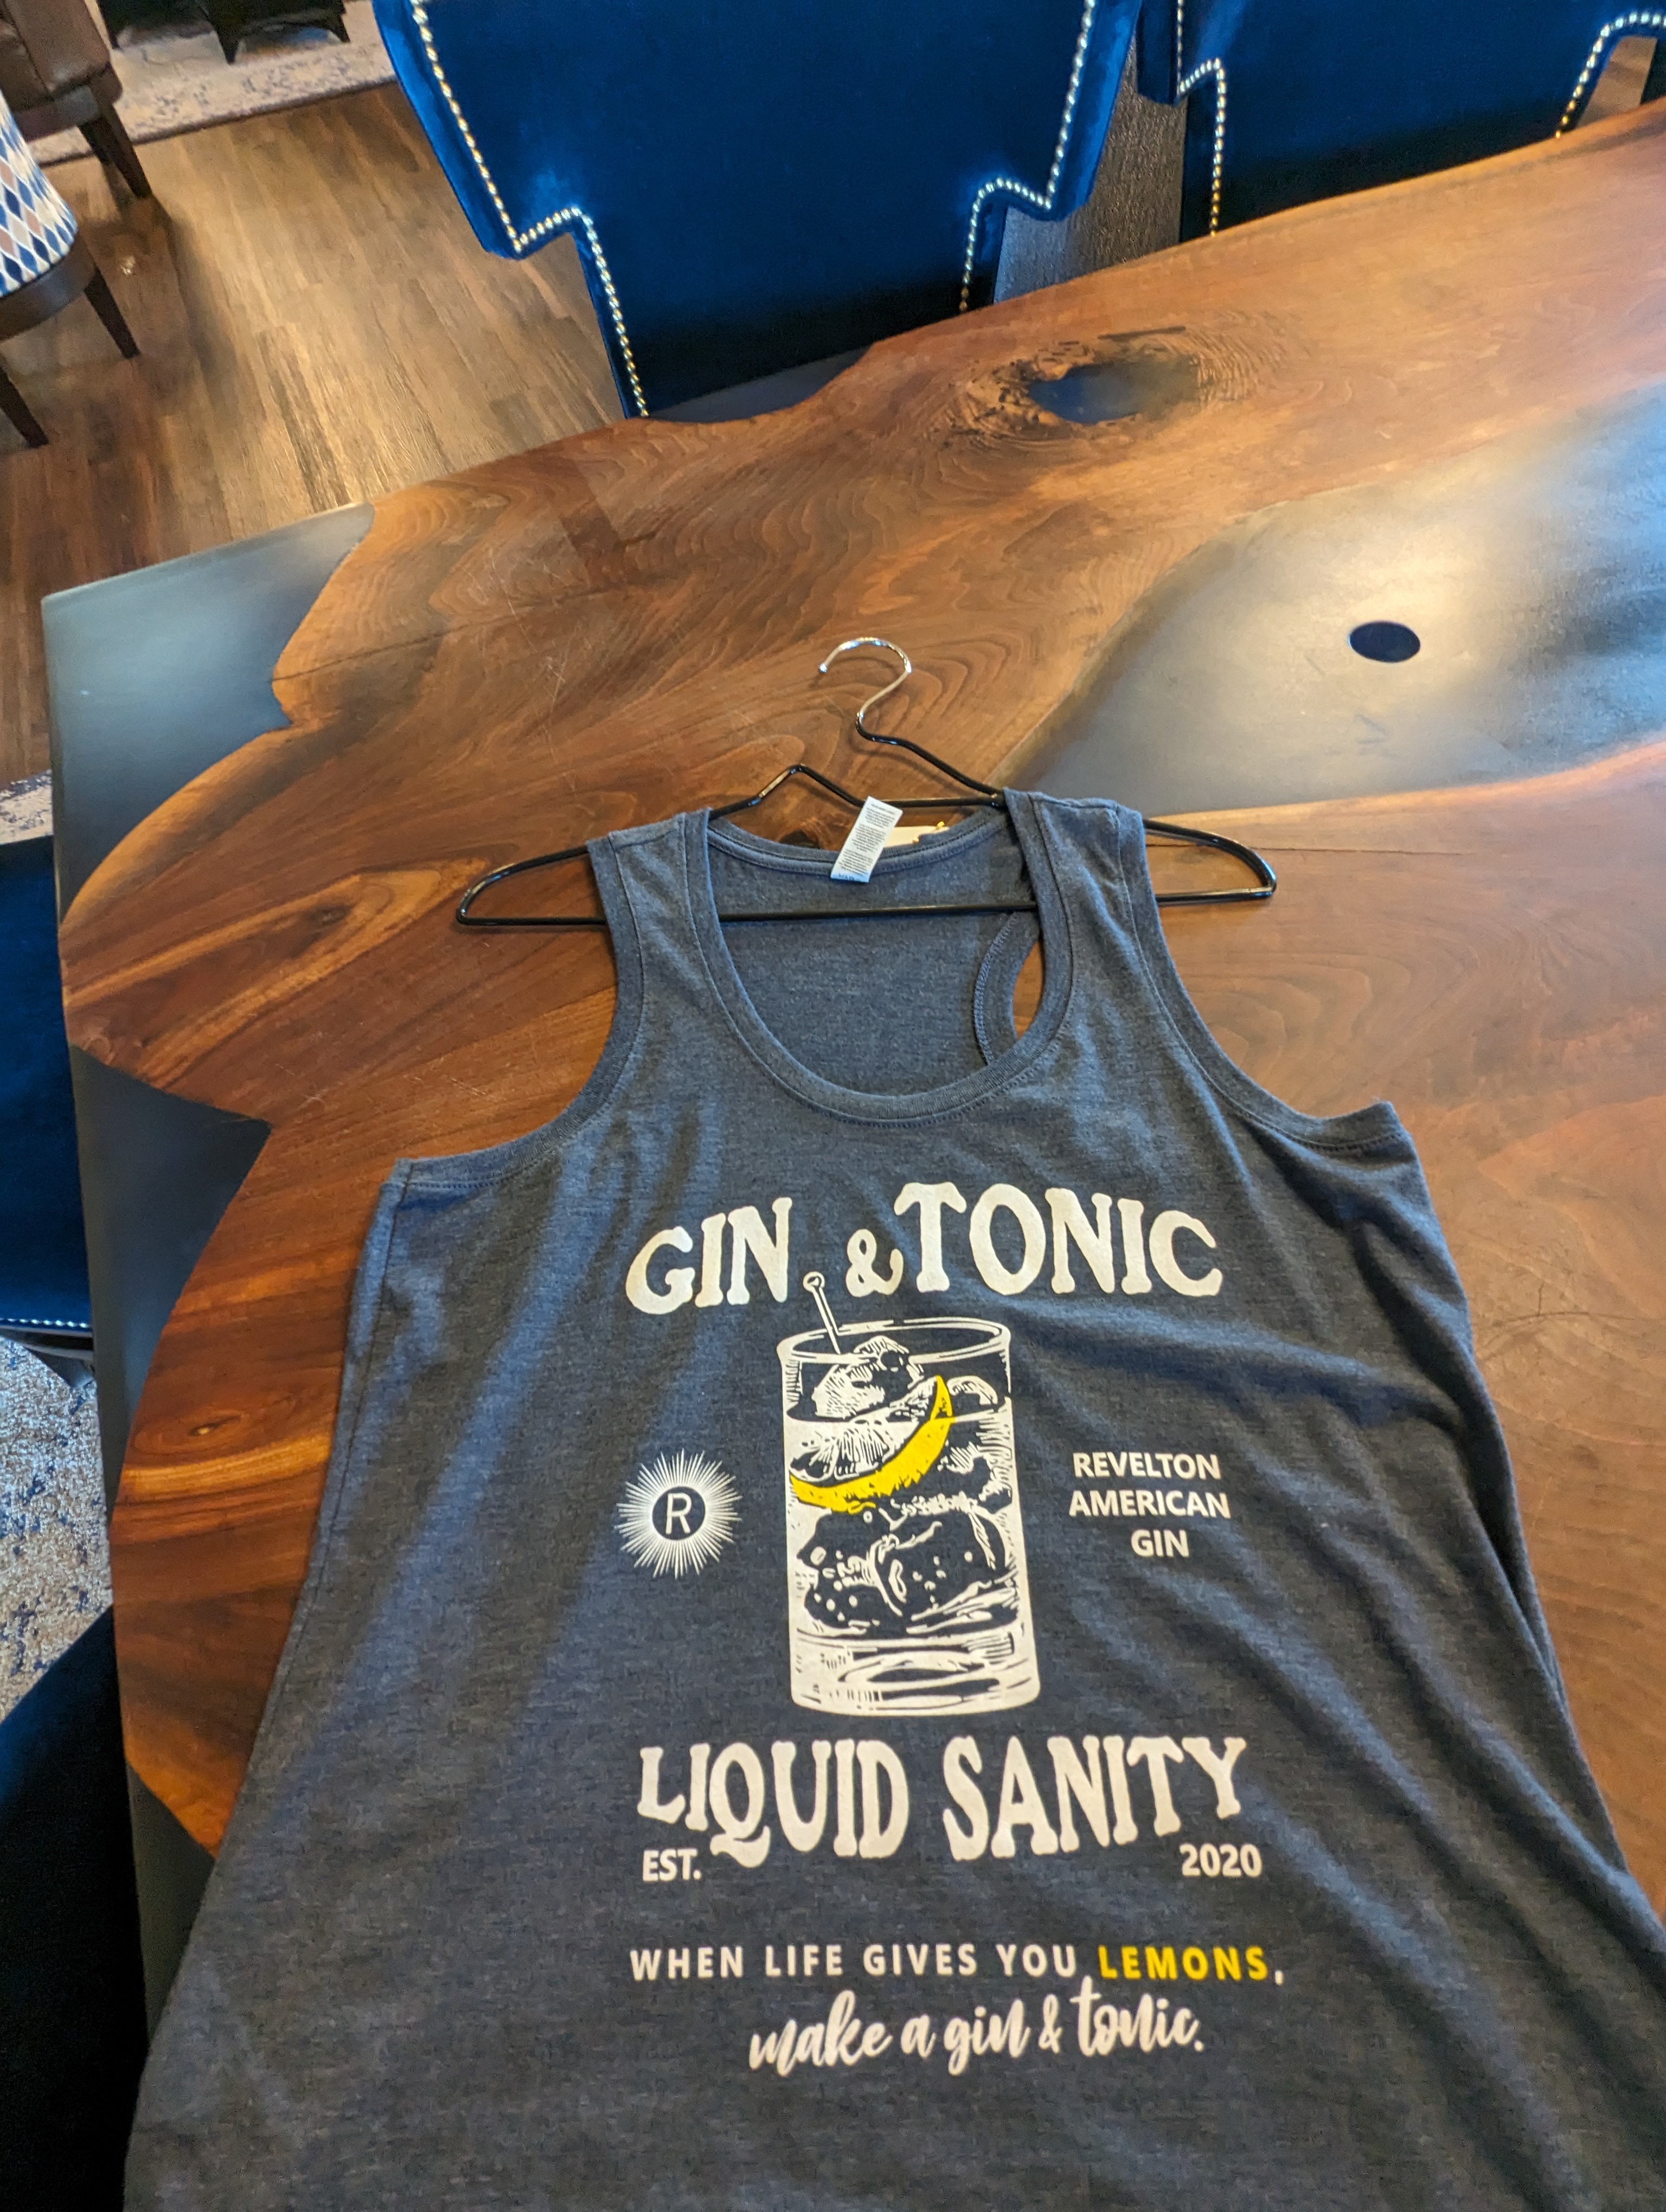 GIN & TONIC
R
REVELTON
AMERICAN
GIN
LIQUID SANITY
EST. 2020
WHEN LIFE GIVES YOU LEMONS,
make a gin & tonic.